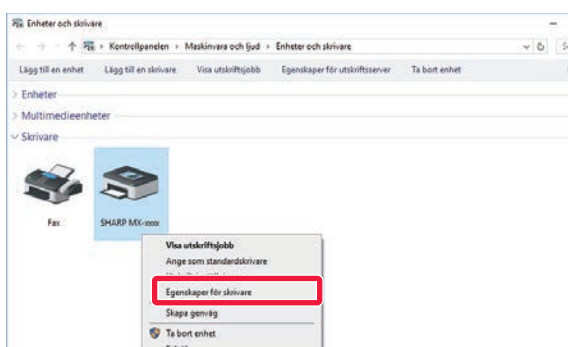 Enheter och skrivare
Kontrollpanelen › Maskinvara och ljud › Enheter och skrivare
Lägg till en enhet Lägg till en skrivare Visa utskriftsjobb Egenskaper för utskriftsserver Ta bort enhet
Enheter
Multimedieenheter
Skrivare
Fax SHARP MX-xxxx
Visa utskriftsjobb
Ange som standardskrivare
Egenskaper för skrivare
Skapa genväg
Ta bort enhet